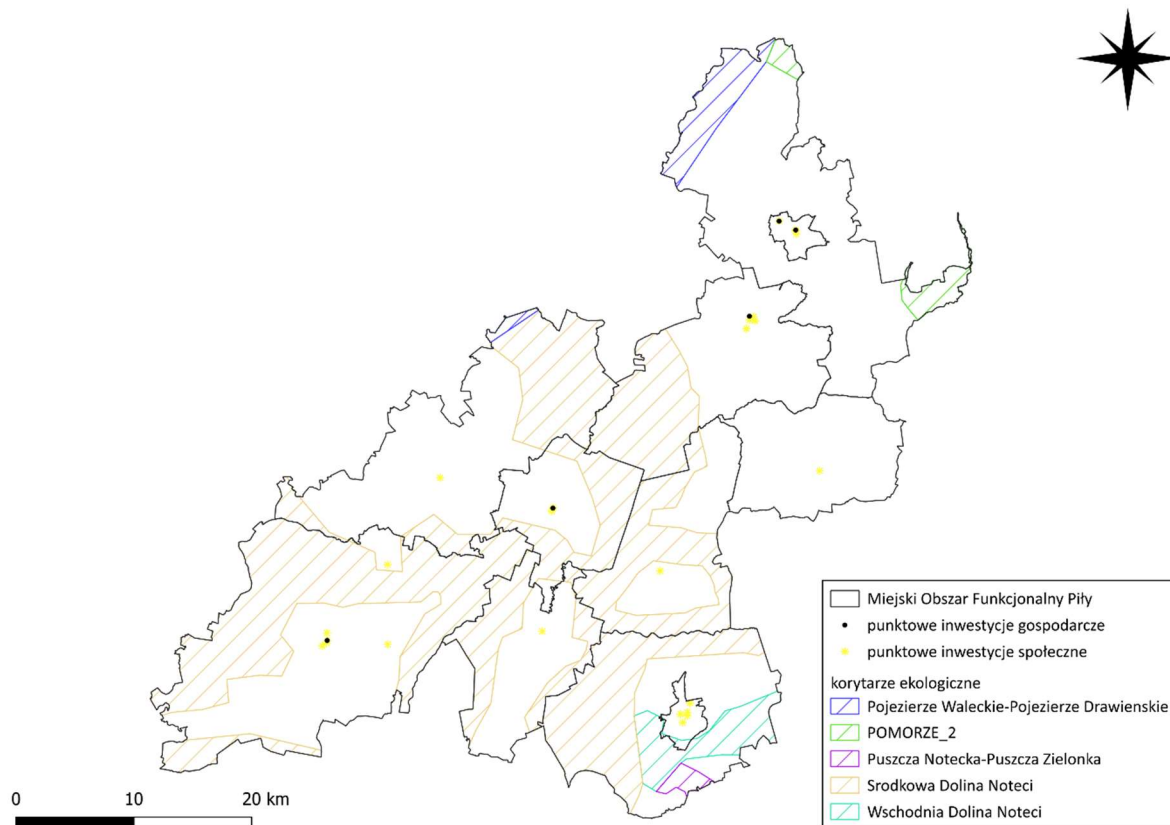 Miejski Obszar Funkcjonalny Piły
punktowe inwestycje gospodarcze
punktowe inwestycje społeczne
korytarze ekologiczne
Pojezierze Waleckie-Pojezierze Drawienskie
POMORZE_2
Puszcza Notecka-Puszcza Zielonka
Srodkowa Dolina Noteci
Wschodnia Dolina Noteci
0 10 20 km